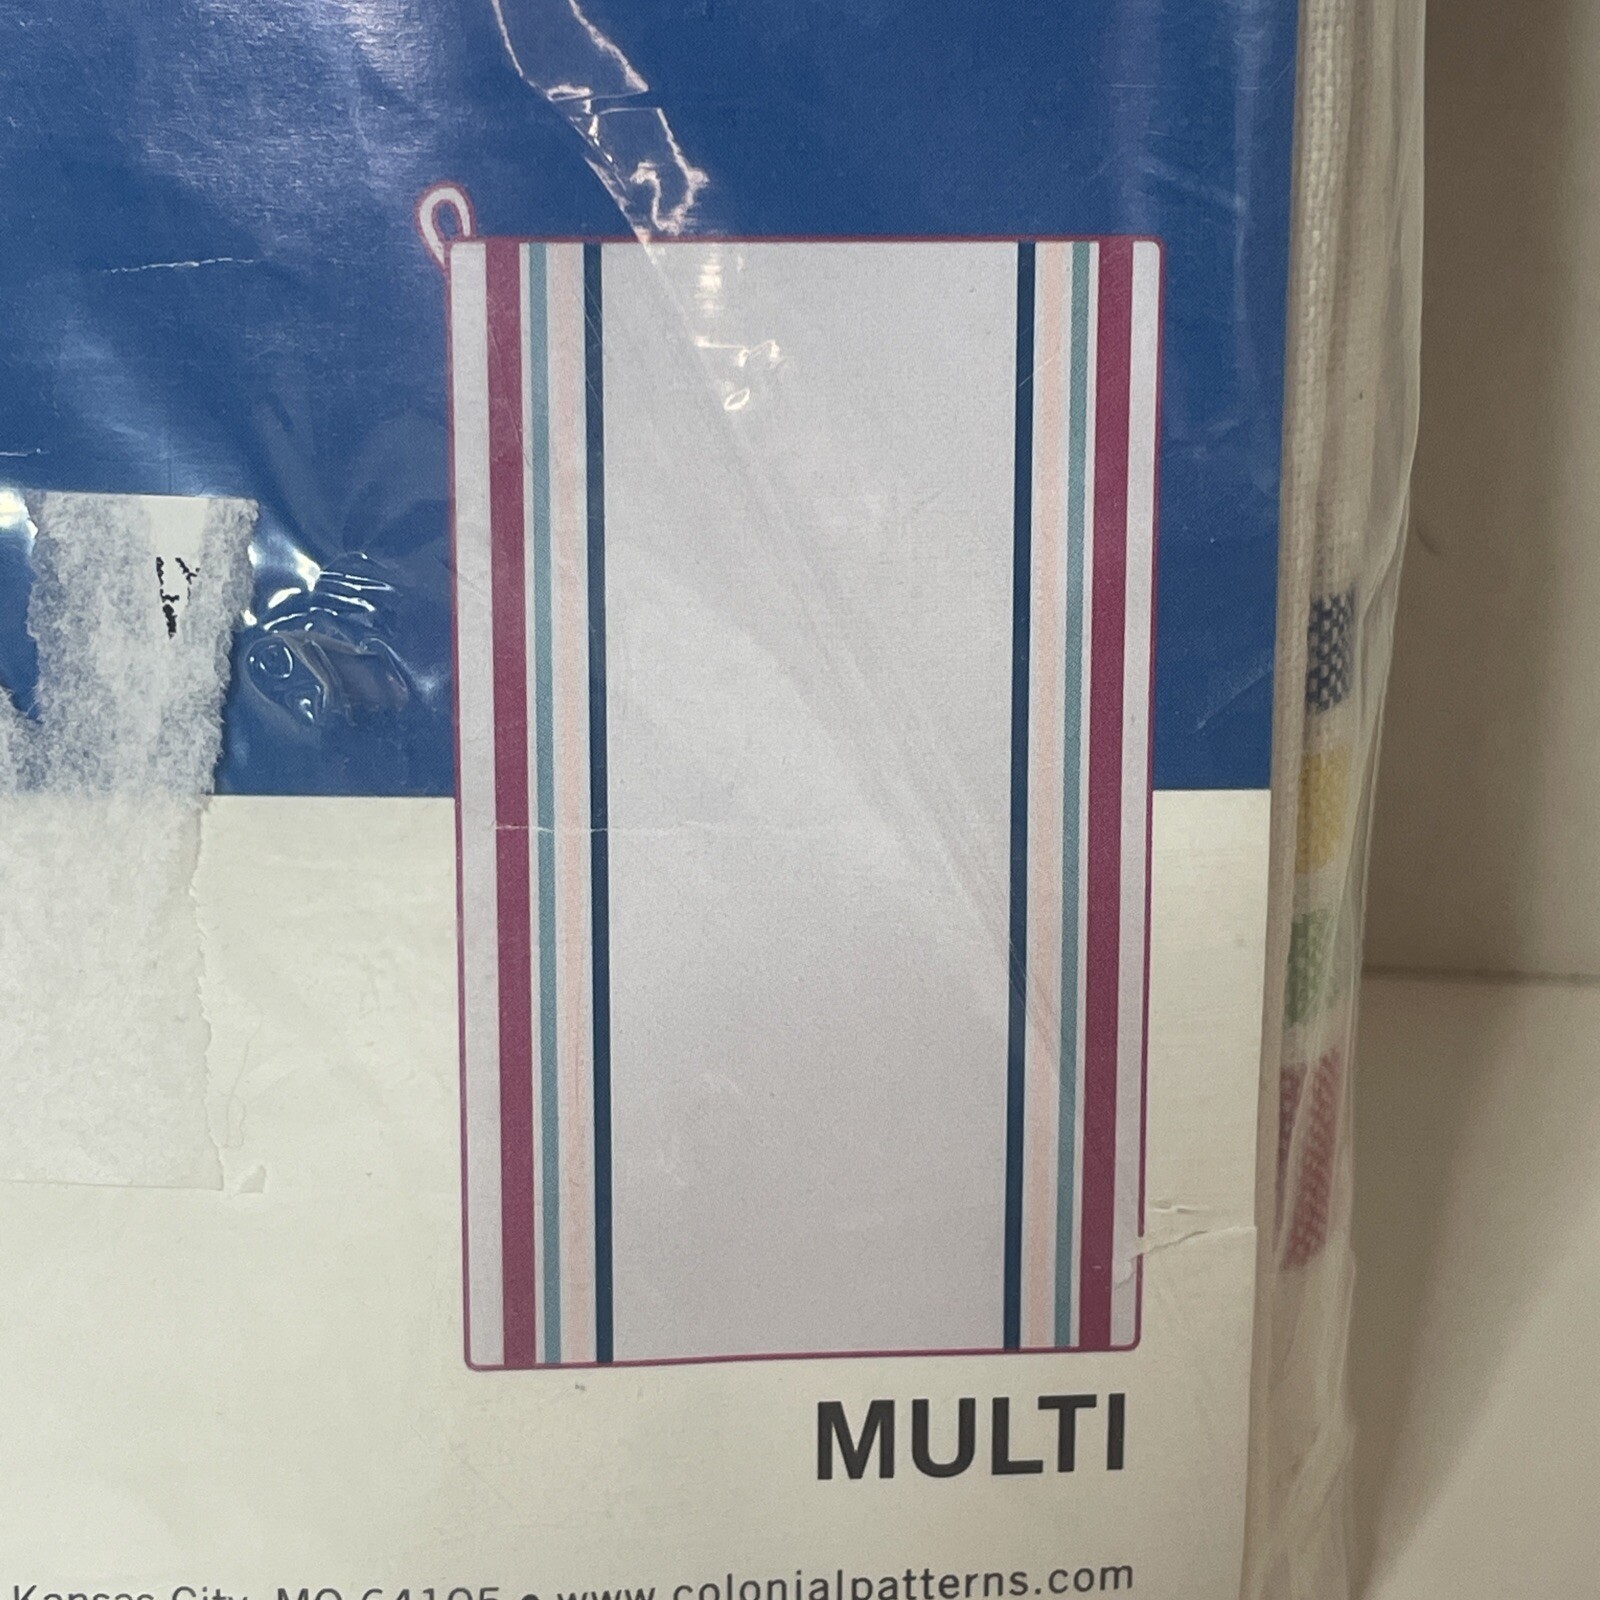 MULTI
Kansas City, MO 64105 • www.colonialpatterns.com